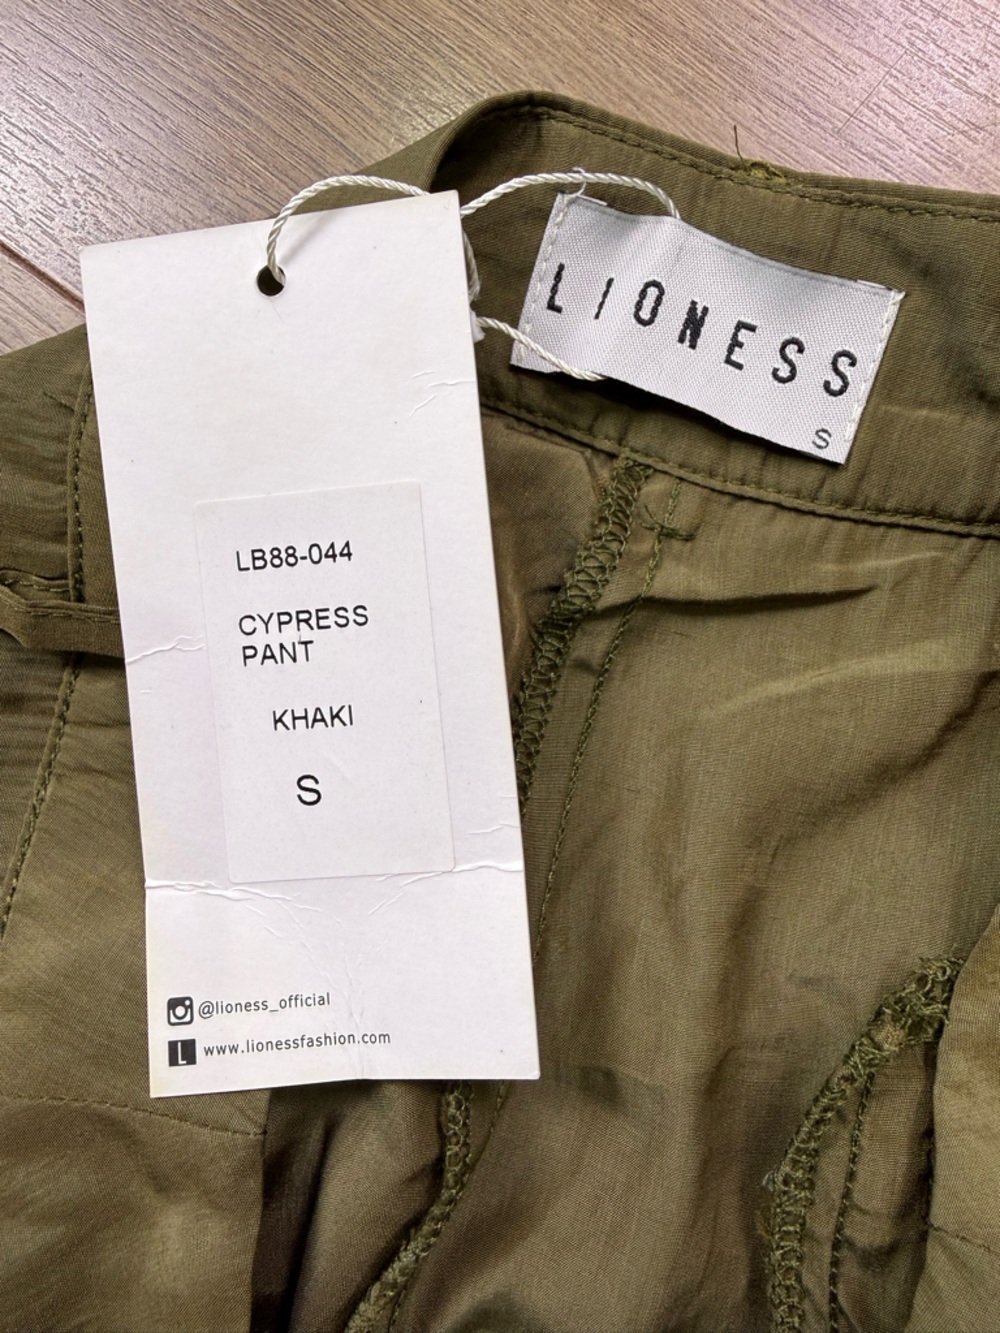 LIONESS
S
LB88-044
CYPRESS
PANT
KHAKI
S
@lioness_official
L www.lionessfashion.com